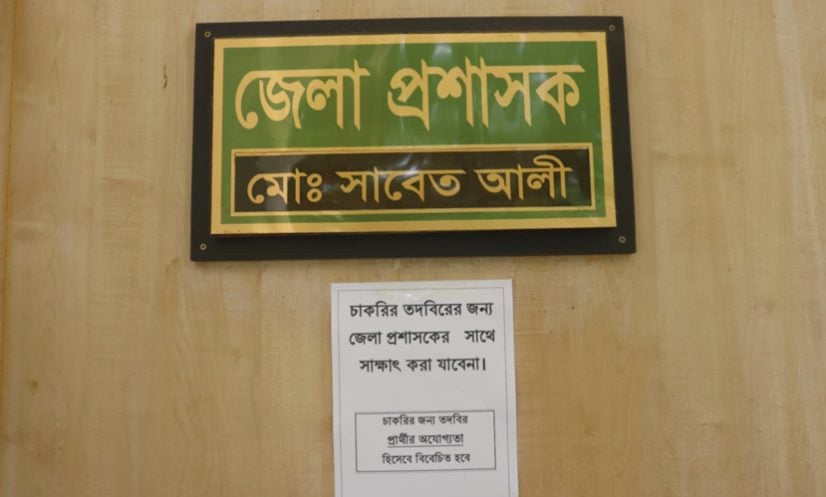 জেলা প্রশাসক
মোঃ সাবেত আলী
চাকরির তদবিরের জন্য
জেলা প্রশাসকের সাথে
সাক্ষাৎ করা যাবেনা।
চাকরির জন্য তদবির
প্রার্থীর অযোগ্যতা
হিসেবে বিবেচিত হবে